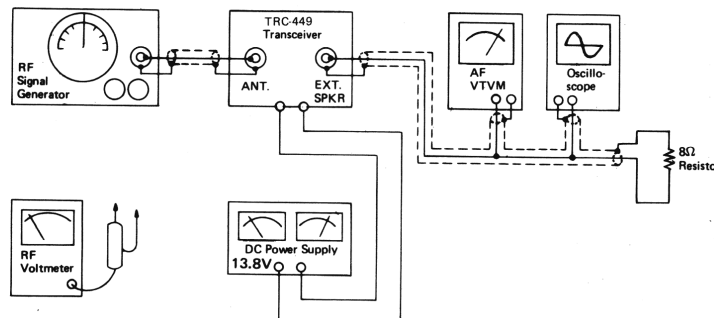 TRC-449
Transceiver
RF
Signal
Generator
ANT.
EXT.
SPKR
AF
VTVM
Oscillo-
scope
8Ω
Resisto
RF
Voltmeter
DC Power Supply
13.8V